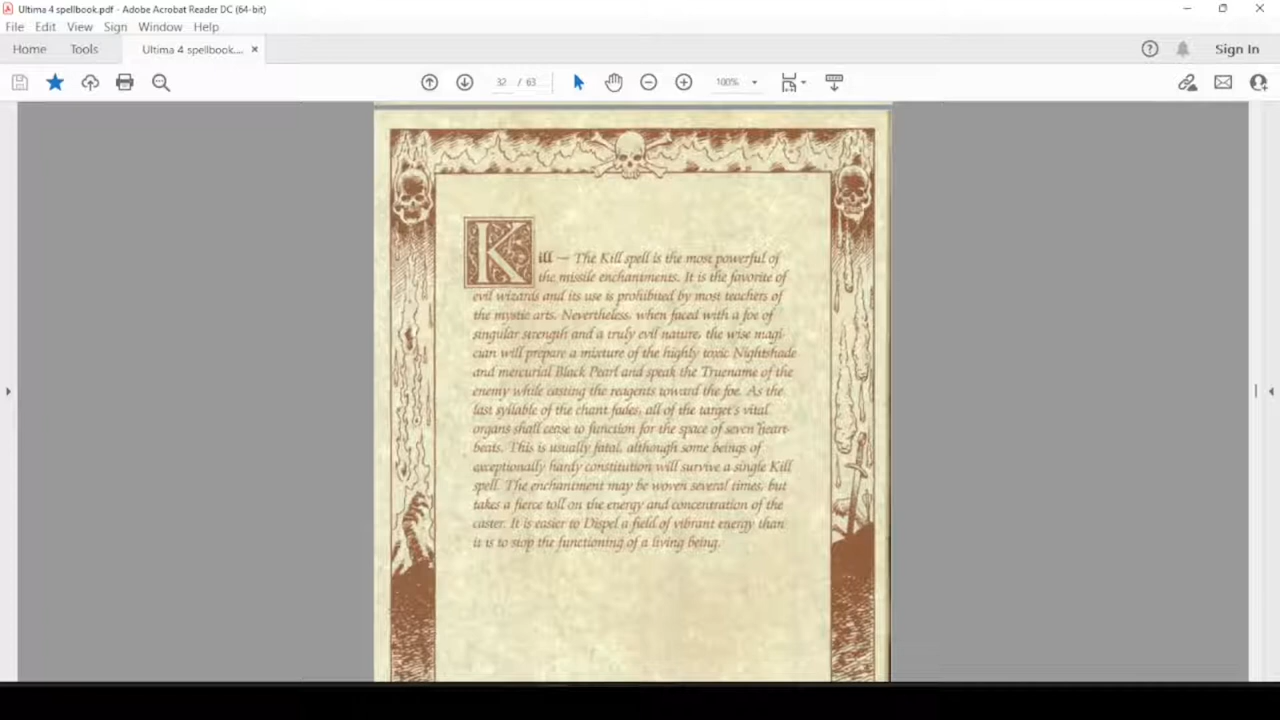 Ultima 4 spellbook.pdf - Adobe Acrobat Reader DC (64-bit)
File Edit View Sign Window Help
Home Tools Ultima 4 spellbook.... × Sign In
32 / 63 100%
Kill — The Kill spell is the most powerful of
the missile enchantments. It is the favorite of
evil wizards and its use is prohibited by most teachers of
the mystic arts. Nevertheless, when faced with a foe of
singular strength and a truly evil nature, the wise magi-
cian will prepare a mixture of the highly toxic Nightshade
and mercurial Black Pearl and speak the Truename of the
enemy while casting the reagents toward the foe. As the
last syllable of the chant fades, all of the target's vital
organs shall cease to function for the space of seven heart-
beats. This is usually fatal, although some beings of
exceptionally hardy constitution will survive a single Kill
spell. The enchantment may be woven several times, but
takes a fierce toll on the energy and concentration of the
caster. It is easier to Dispel a field of vibrant energy than
it is to stop the functioning of a living being.